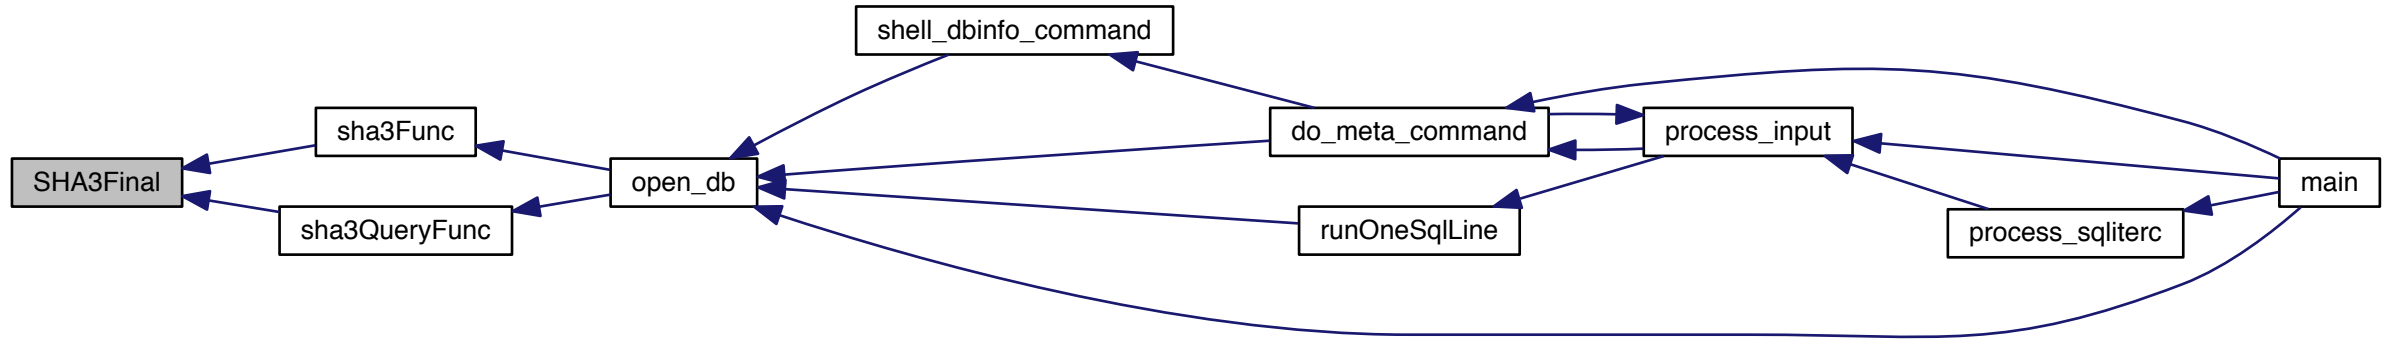 SHA3Final
sha3Func
sha3QueryFunc
open_db
shell_dbinfo_command
do_meta_command
runOneSqlLine
process_input
process_sqliterc
main